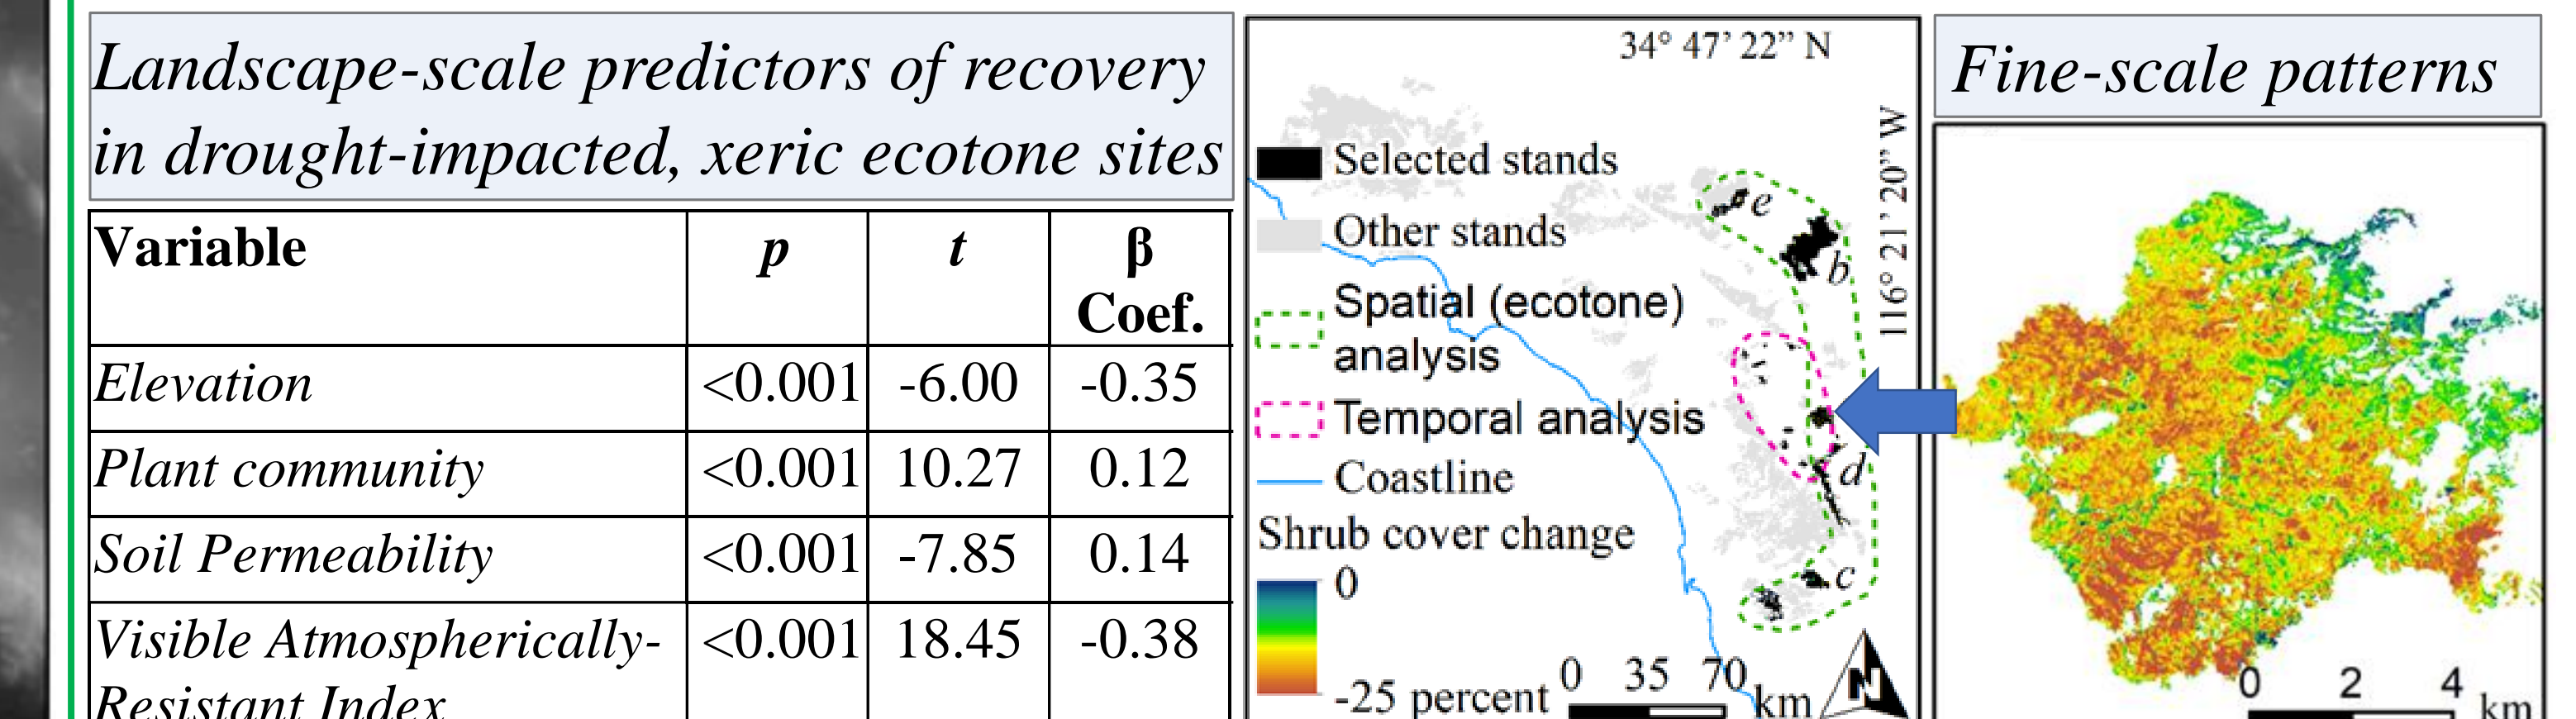 Landscape-scale predictors of recovery
in drought-impacted, xeric ecotone sites
Variable p t β
Coef.
Elevation <0.001 -6.00 -0.35
Plant community <0.001 10.27 0.12
Soil Permeability <0.001 -7.85 0.14
Visible Atmospherically- <0.001 18.45 -0.38
Resistant Index
34° 47’ 22” N
116° 21’ 20” W
Selected stands
Other stands
Spatial (ecotone)
analysis
Temporal analysis
Coastline
Shrub cover change
0
-25 percent
e
b
d
c
0 35 70
km
N
Fine-scale patterns
0 2 4
km